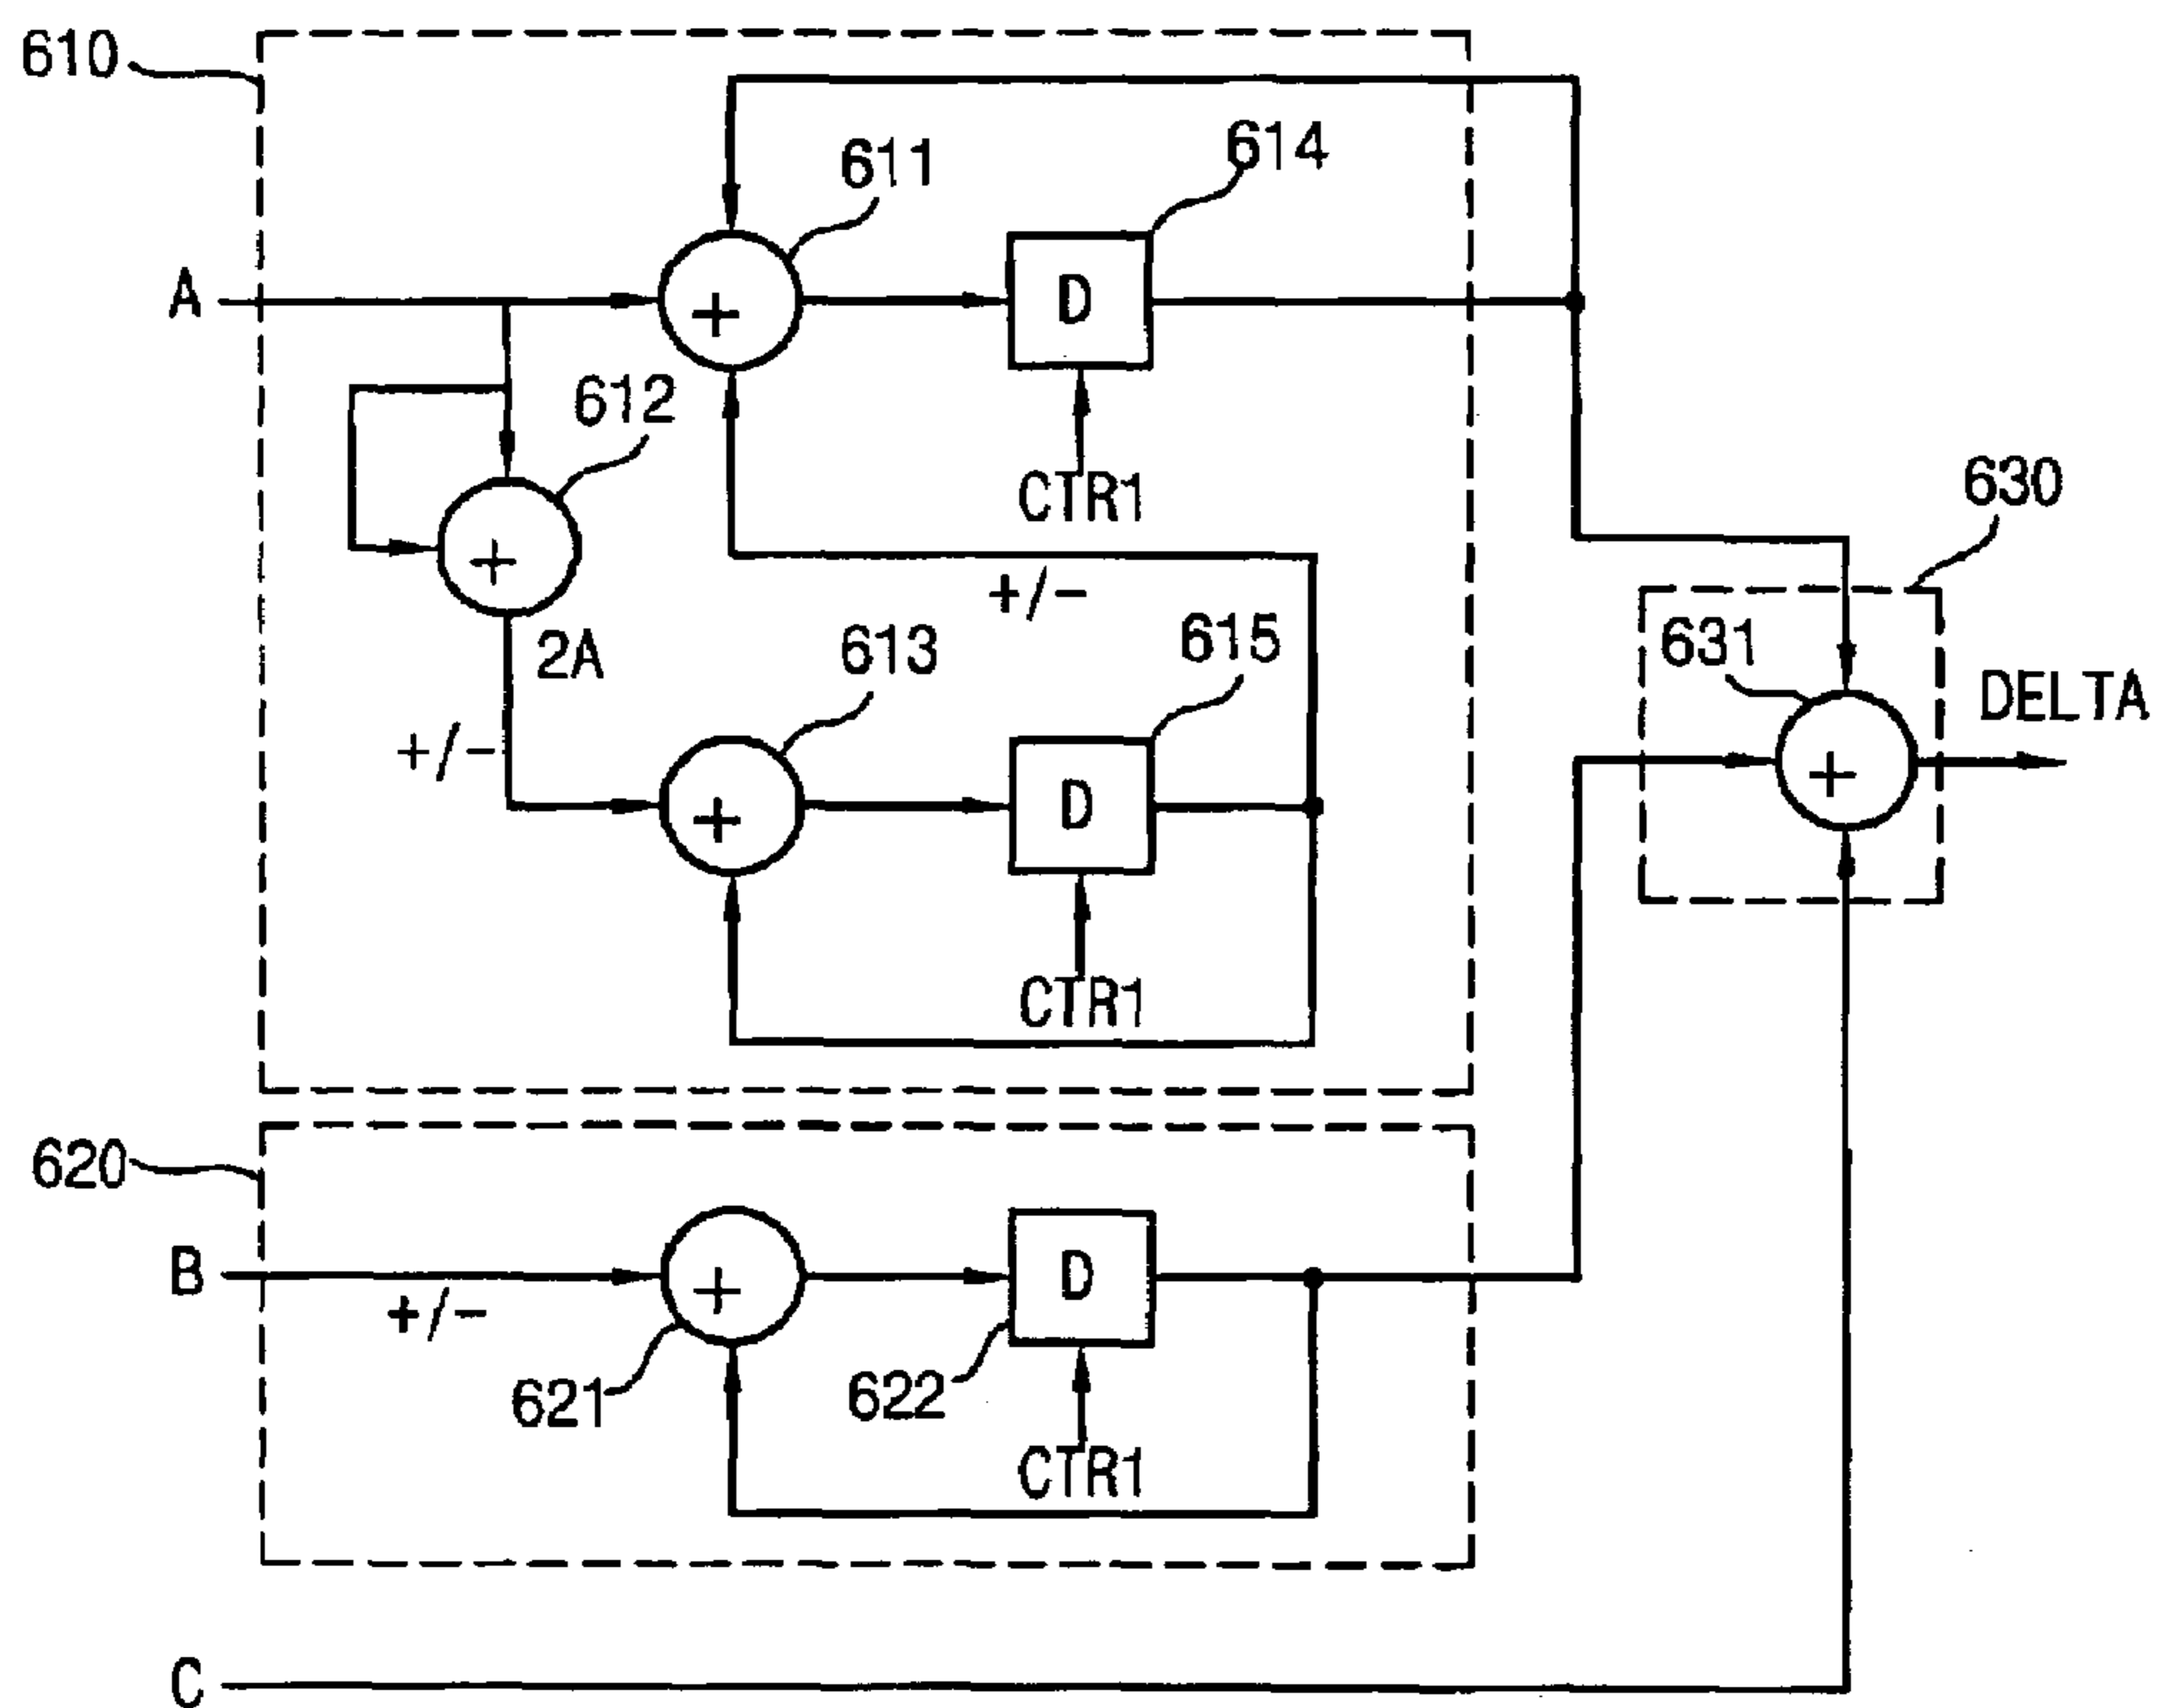 610
614
611
A
+
D
612
CTR1
630
+
+/-
631
615
613
2A
DELTA
+/-
+
D
+
CTR1
620
B
+
D
+/-
621
622
CTR1
C